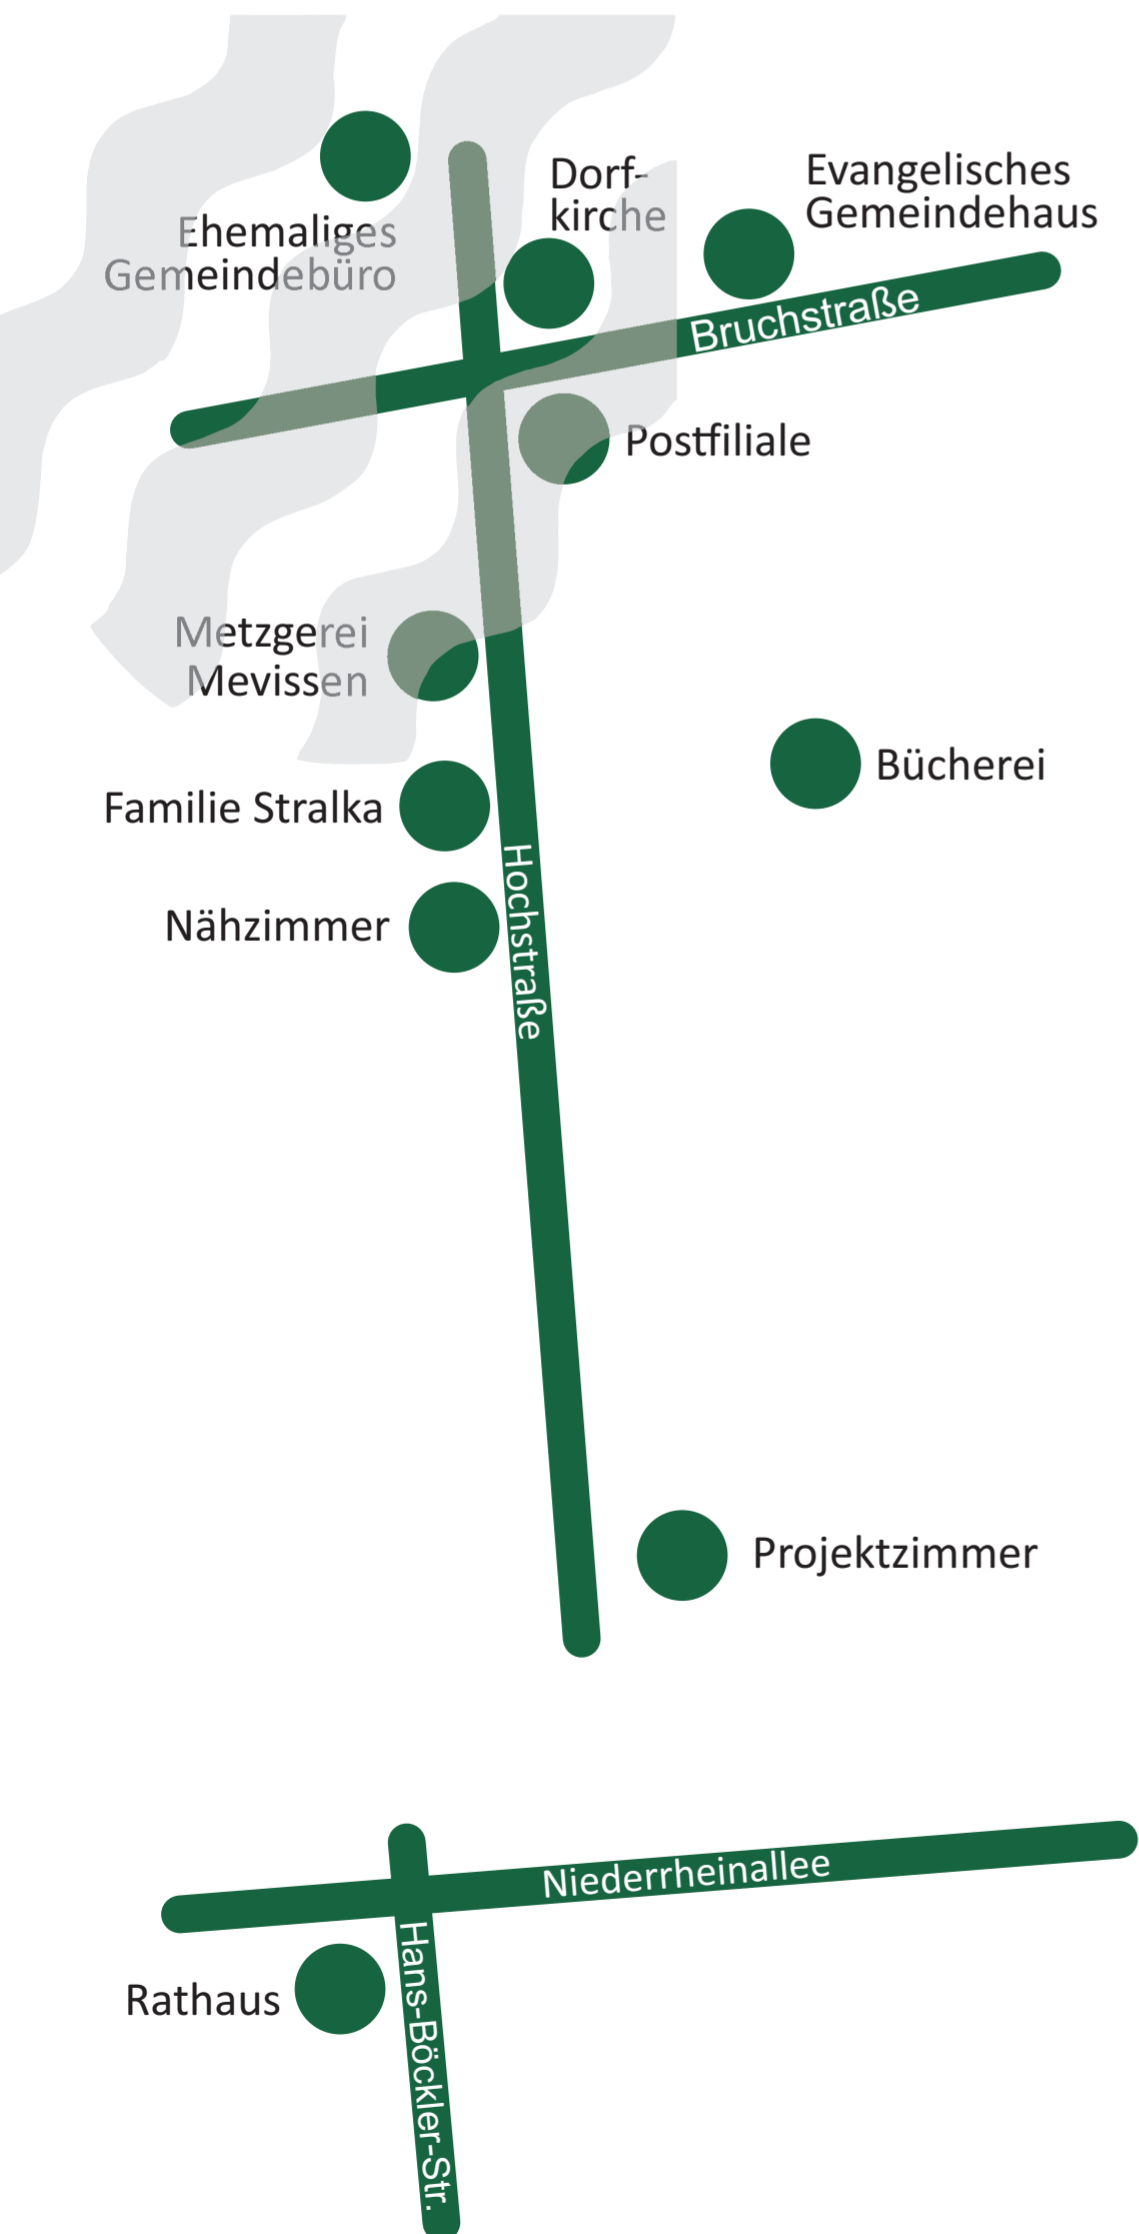 Dorf-
kirche
Evangelisches
Gemeindehaus
Ehemaliges
Gemeindebüro
Bruchstraße
Postfiliale
Metzgerei
Mevissen
Bücherei
Familie Stralka
Hochstraße
Nähzimmer
Projektzimmer
Niederrheinallee
Rathaus
Hans-Böckler-Str.